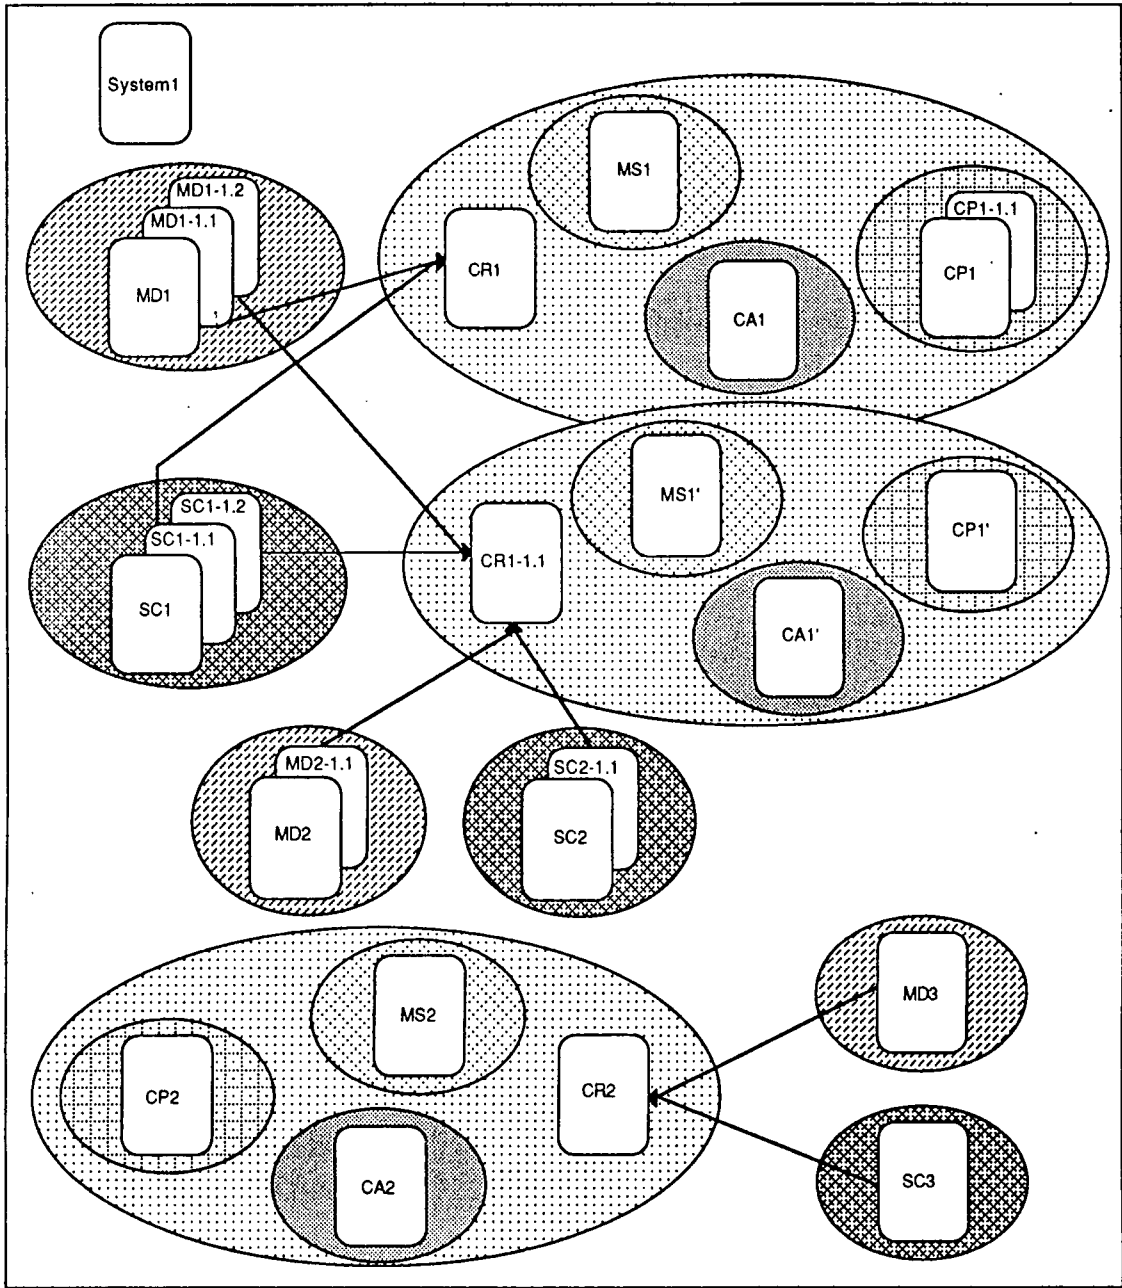 System1
MD1-1.2
MD1-1.1
MD1
MS1
CR1
CP1-1.1
CP1
CA1
SC1-1.2
SC1-1.1
SC1
MS1'
CR1-1.1
CP1'
CA1'
MD2-1.1
MD2
SC2-1.1
SC2
MS2
CP2
CR2
CA2
MD3
SC3